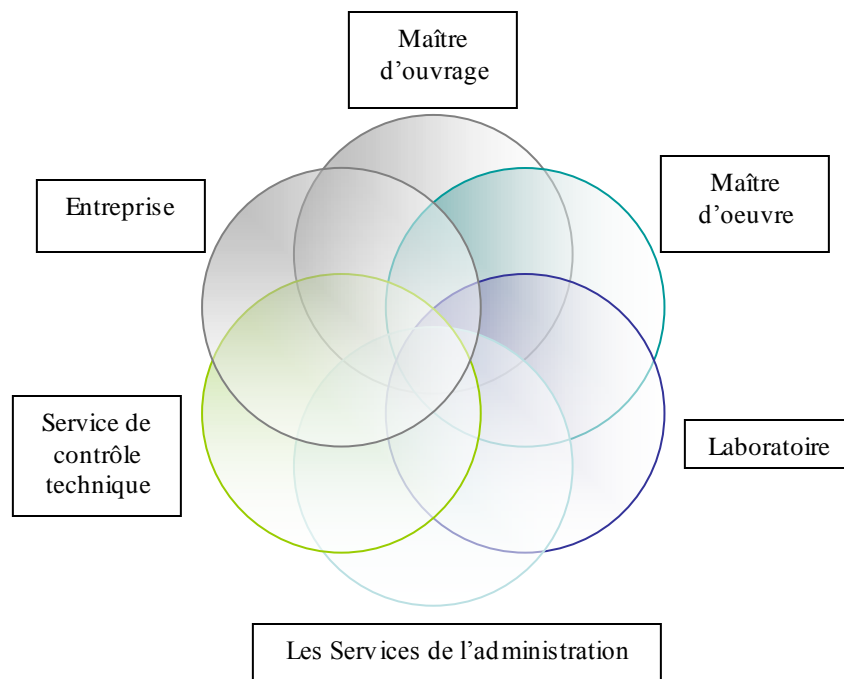 Maître
d'ouvrage
Entreprise
Maître
d'oeuvre
Service de
contrôle
technique
Laboratoire
Les Services de l'administration